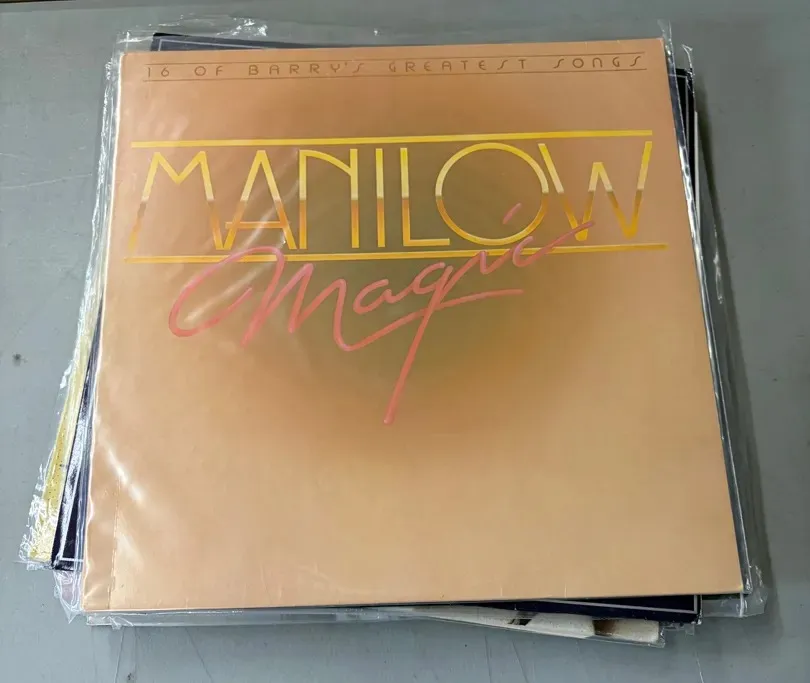 16 OF BARRY'S GREATEST SONGS
MANILOW
Magic